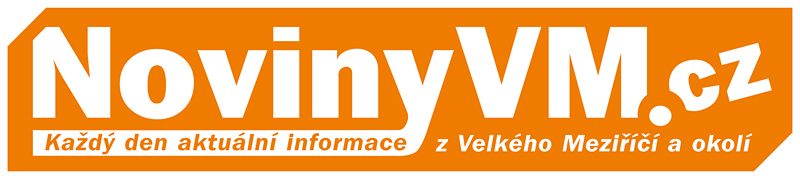 NovinyVM.cz
Každý den aktuální informace z Velkého Meziříčí a okolí